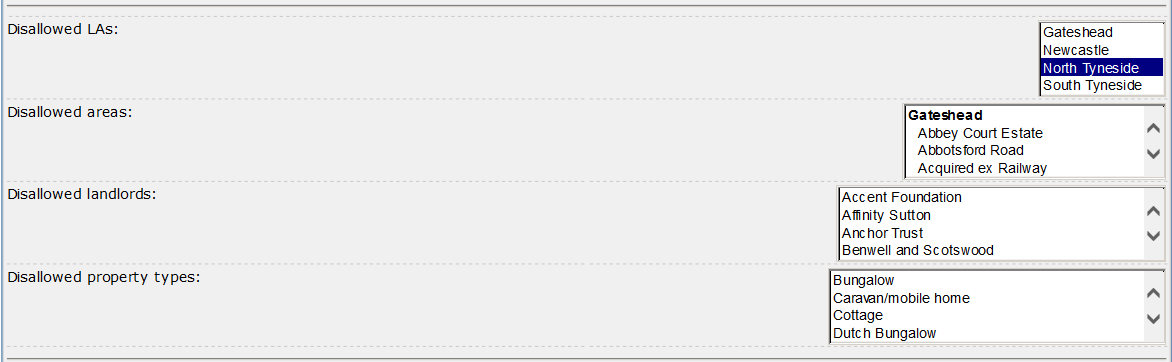 Disallowed LAs:
Gateshead
Newcastle
North Tyneside
South Tyneside
Disallowed areas:
Gateshead
Abbey Court Estate
Abbotsford Road
Acquired ex Railway
Disallowed landlords:
Accent Foundation
Affinity Sutton
Anchor Trust
Benwell and Scotswood
Disallowed property types:
Bungalow
Caravan/mobile home
Cottage
Dutch Bungalow